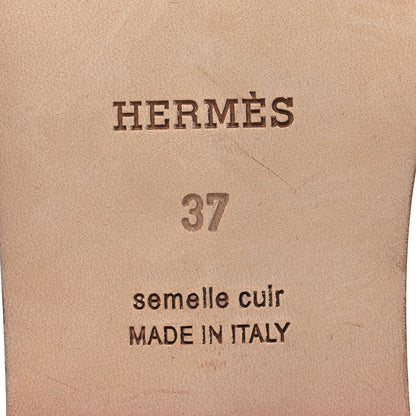 HERMÈS
37
semelle cuir
MADE IN ITALY